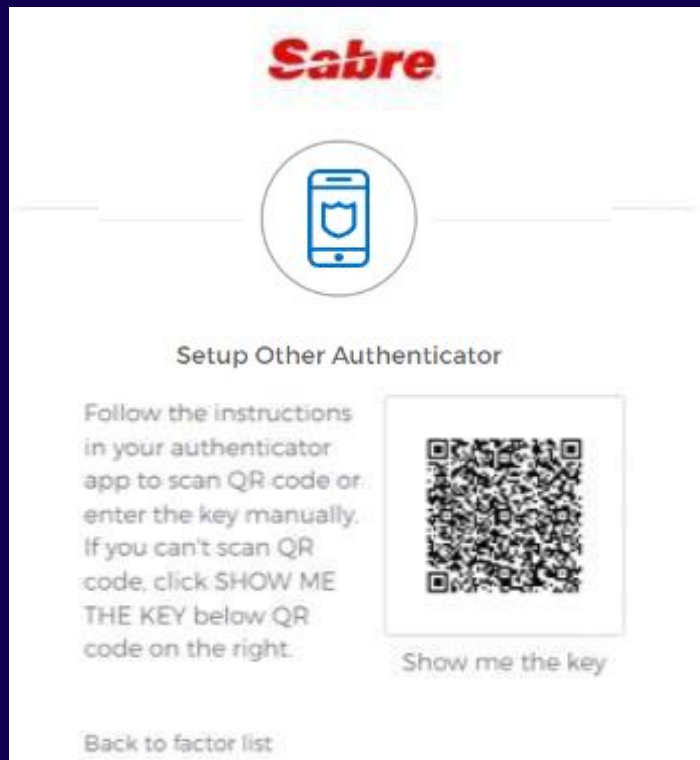 Sabre
Setup Other Authenticator
Follow the instructions
in your authenticator
app to scan QR code or
enter the key manually.
If you can't scan QR
code, click SHOW ME
THE KEY below QR
code on the right.
Show me the key
Back to factor list